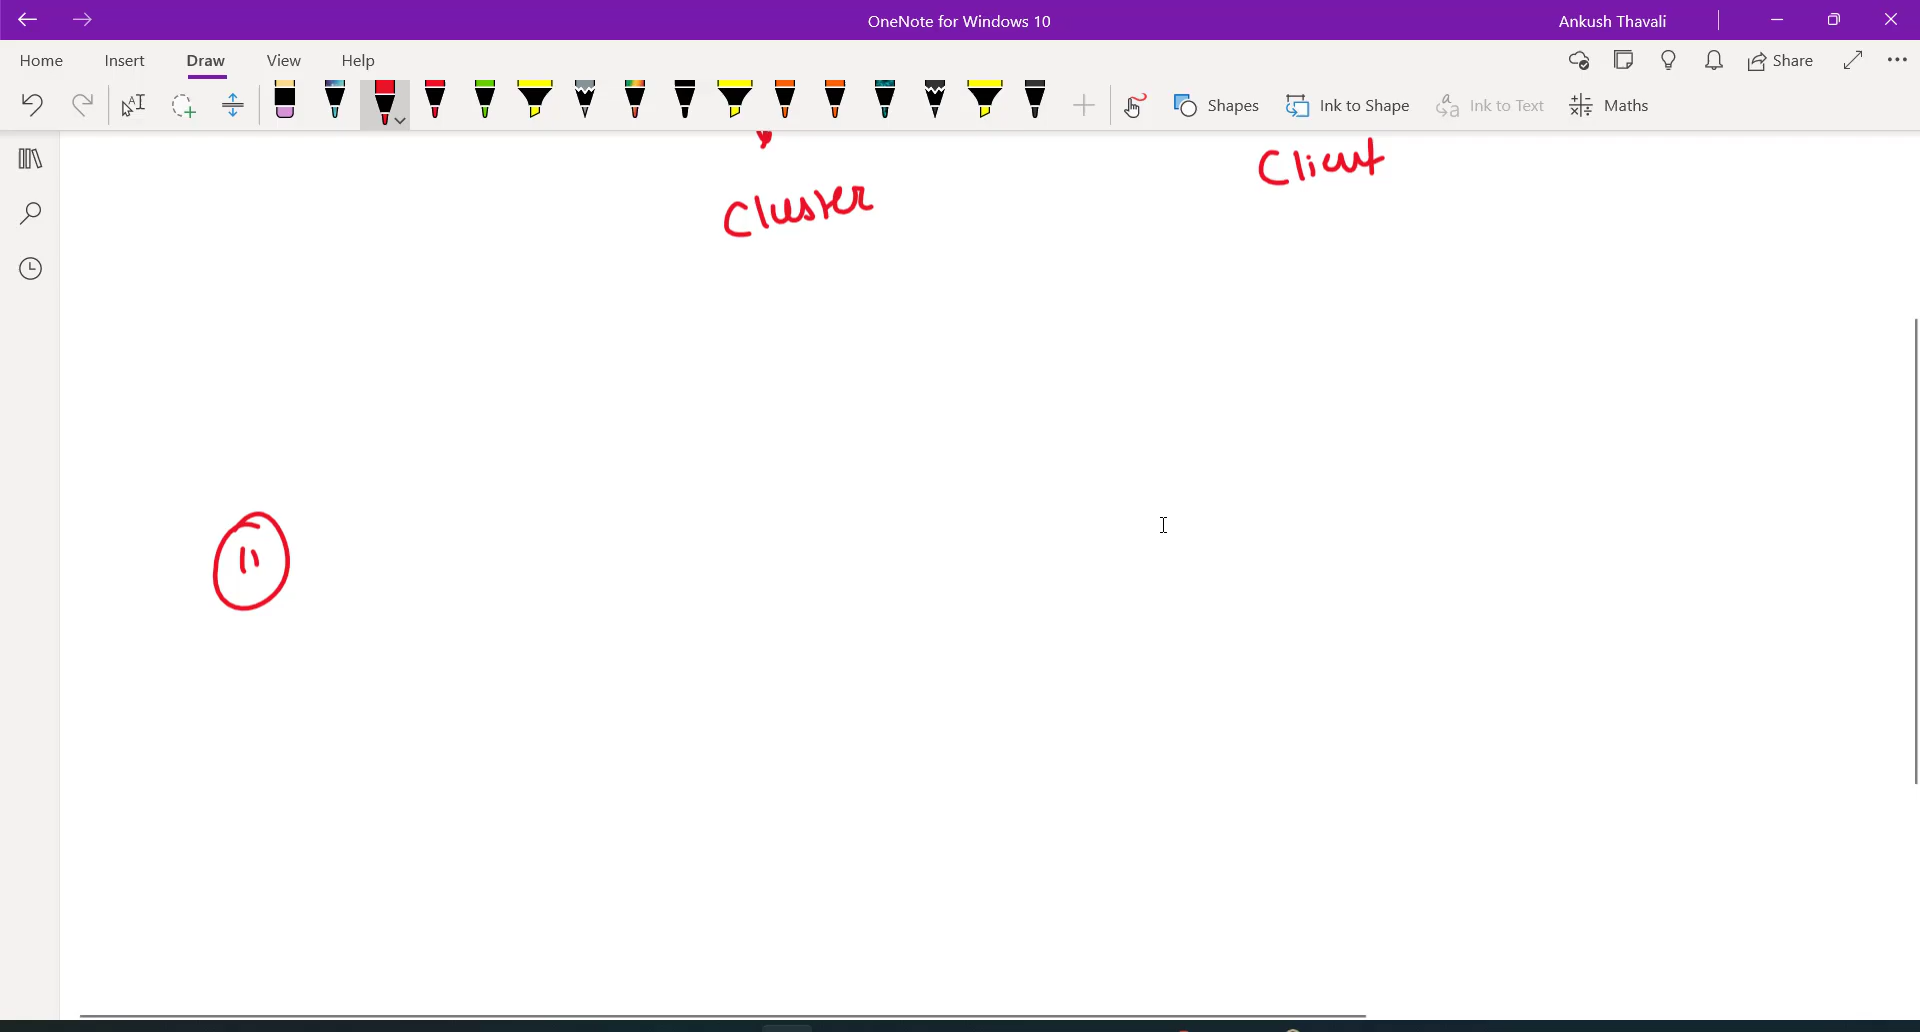 OneNote for Windows 10
Ankush Thavali
Home Insert Draw View Help
Share
Shapes Ink to Shape Ink to Text Maths
Client
Cluster
11